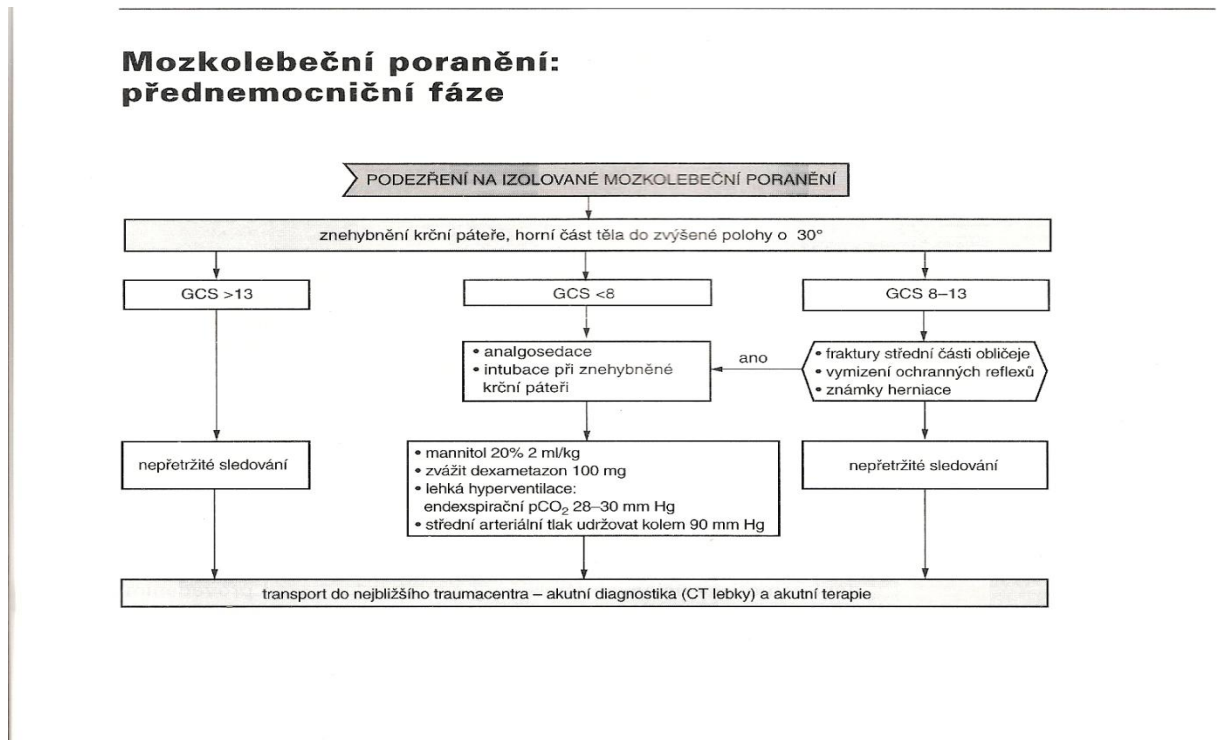 Mozkolebeční poranění:
přednemocniční fáze
PODEZŘENÍ NA IZOLOVANÉ MOZKOLEBEČNÍ PORANĚNÍ
znehybnění krční páteře, horní část těla do zvýšené polohy o 30°
GCS >13
GCS <8
GCS 8–13
• analgosedace
• intubace při znehybněné
krční páteři
ano
• fraktury střední části obličeje
• vymizení ochranných reflexů
• známky herniace
nepřetržité sledování
• mannitol 20% 2 ml/kg
• zvážit dexametazon 100 mg
• lehká hyperventilace:
endexspirační pCO₂ 28–30 mm Hg
• střední arteriální tlak udržovat kolem 90 mm Hg
nepřetržité sledování
transport do nejbližšího traumacentra – akutní diagnostika (CT lebky) a akutní terapie